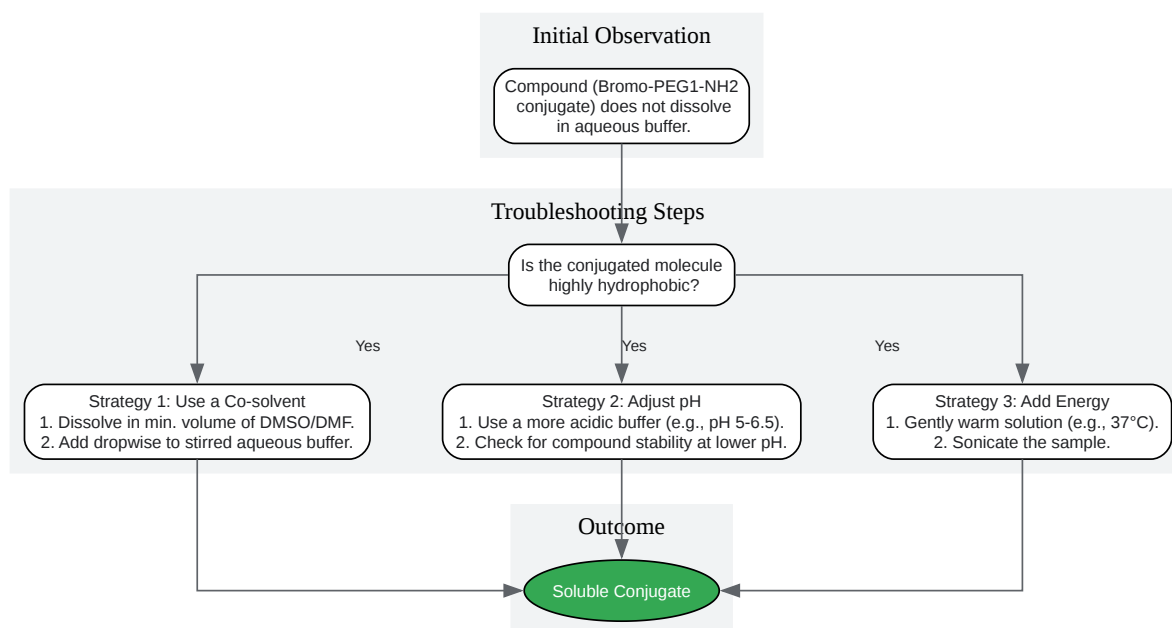 Initial Observation
Compound (Bromo-PEG1-NH2
conjugate) does not dissolve
in aqueous buffer.
Troubleshooting Steps
Is the conjugated molecule
highly hydrophobic?
Yes
Yes
Yes
Strategy 1: Use a Co-solvent
1. Dissolve in min. volume of DMSO/DMF.
2. Add dropwise to stirred aqueous buffer.
Strategy 2: Adjust pH
1. Use a more acidic buffer (e.g., pH 5-6.5).
2. Check for compound stability at lower pH.
Strategy 3: Add Energy
1. Gently warm solution (e.g., 37°C).
2. Sonicate the sample.
Outcome
Soluble Conjugate